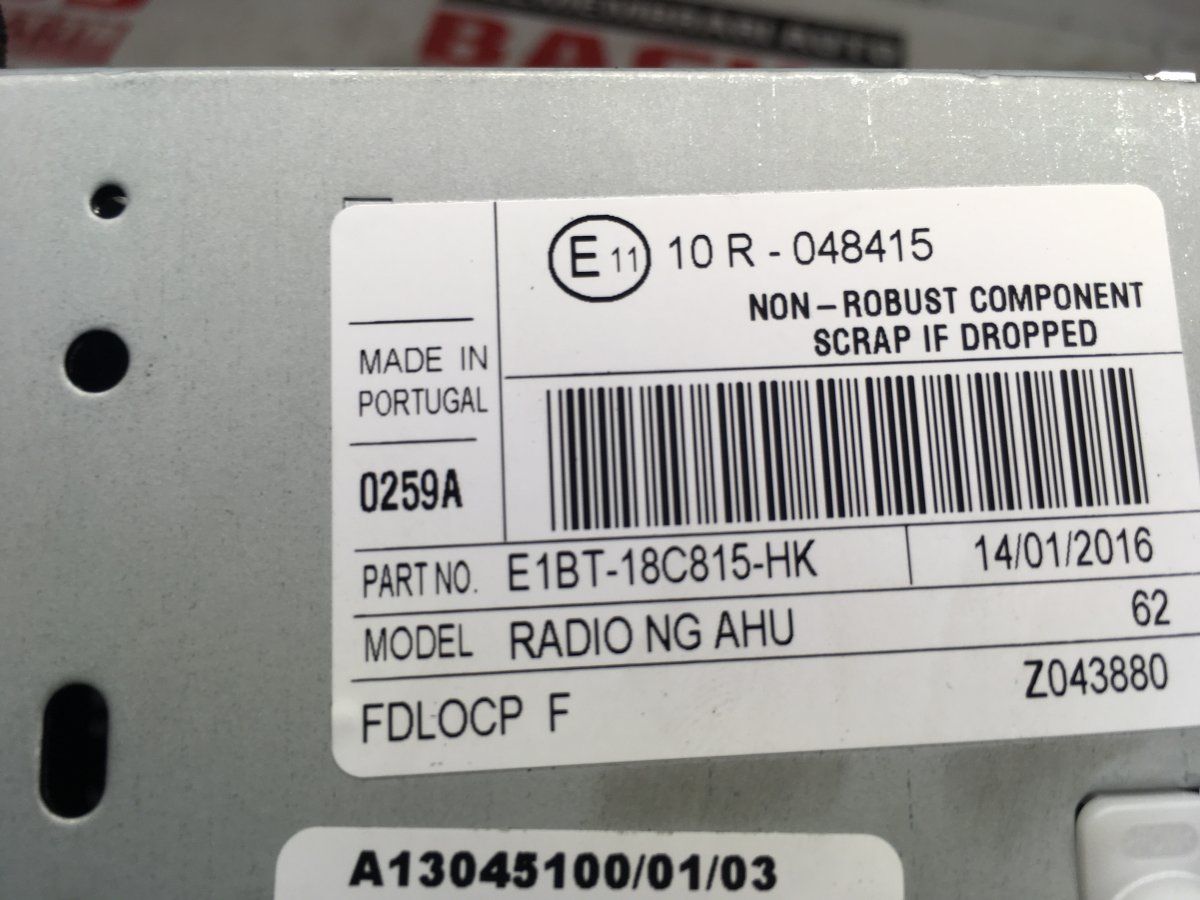 E 11 10 R - 048415
NON – ROBUST COMPONENT
SCRAP IF DROPPED
MADE IN
PORTUGAL
0259A
PART NO. E1BT-18C815-HK 14/01/2016
MODEL RADIO NG AHU 62
FDLOCP F Z043880
A13045100/01/03